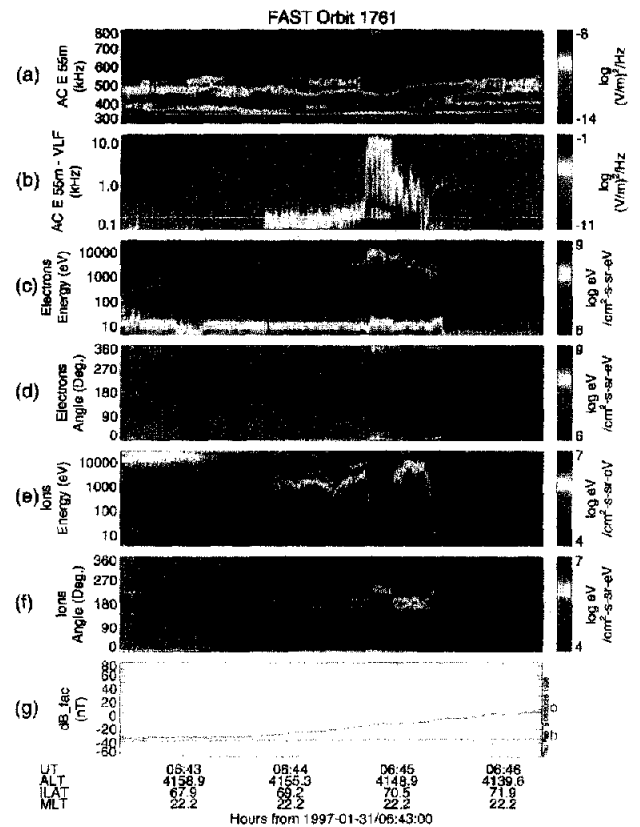 FAST Orbit 1761
(a)
AC E 55m
(kHz)
800
700
600
500
400
300
-8
-14
log
(V/m)²/Hz
(b)
AC E 55m - VLF
(kHz)
10.0
1.0
0.1
-1
-11
log
(V/m)²/Hz
(c)
Electrons
Energy (eV)
10000
1000
100
10
9
6
log eV
/cm²-s-sr-eV
(d)
Electrons
Angle (Deg.)
360
270
180
90
0
9
6
log eV
/cm²-s-sr-eV
(e)
Ions
Energy (eV)
10000
1000
100
10
7
4
log eV
/cm²-s-sr-eV
(f)
Ions
Angle (Deg.)
360
270
180
90
0
7
4
log eV
/cm²-s-sr-eV
(g)
dB_fac
(nT)
80
60
40
20
0
-20
-40
-60
o
b
UT 06:43 06:44 06:45 06:46
ALT 4158.9 4155.3 4148.9 4139.6
ILAT 67.9 69.2 70.5 71.9
MLT 22.2 22.2 22.2 22.2
Hours from 1997-01-31/06:43:00